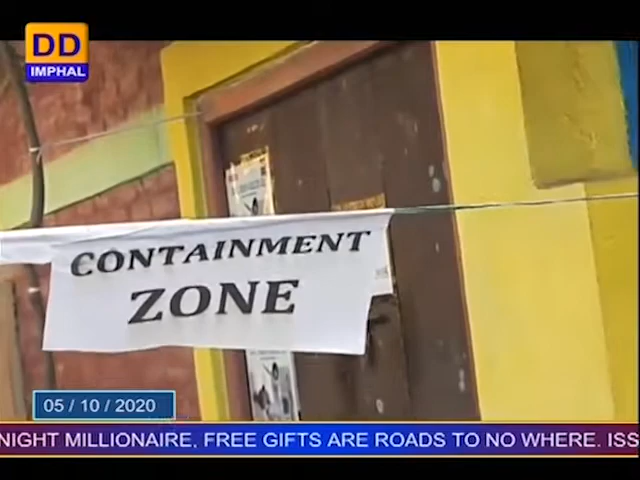 DD
IMPHAL
CONTAINMENT
ZONE
05 / 10 / 2020
NIGHT MILLIONAIRE, FREE GIFTS ARE ROADS TO NO WHERE. ISS